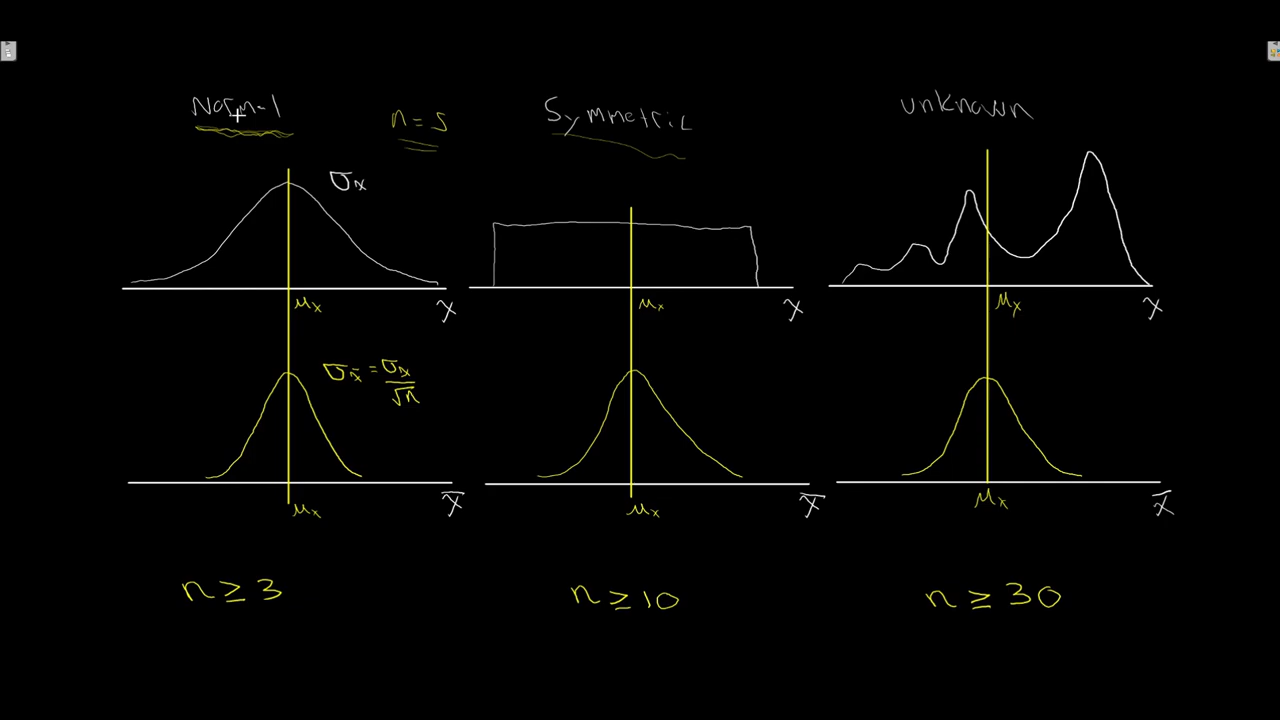 Normal
n = 5
Symmetric
unknown
σx
μx
x
μx
x
μx
x
σx̄ = σx/√n
μx
x̄
μx
x̄
μx
x̄
n ≥ 3
n ≥ 10
n ≥ 30